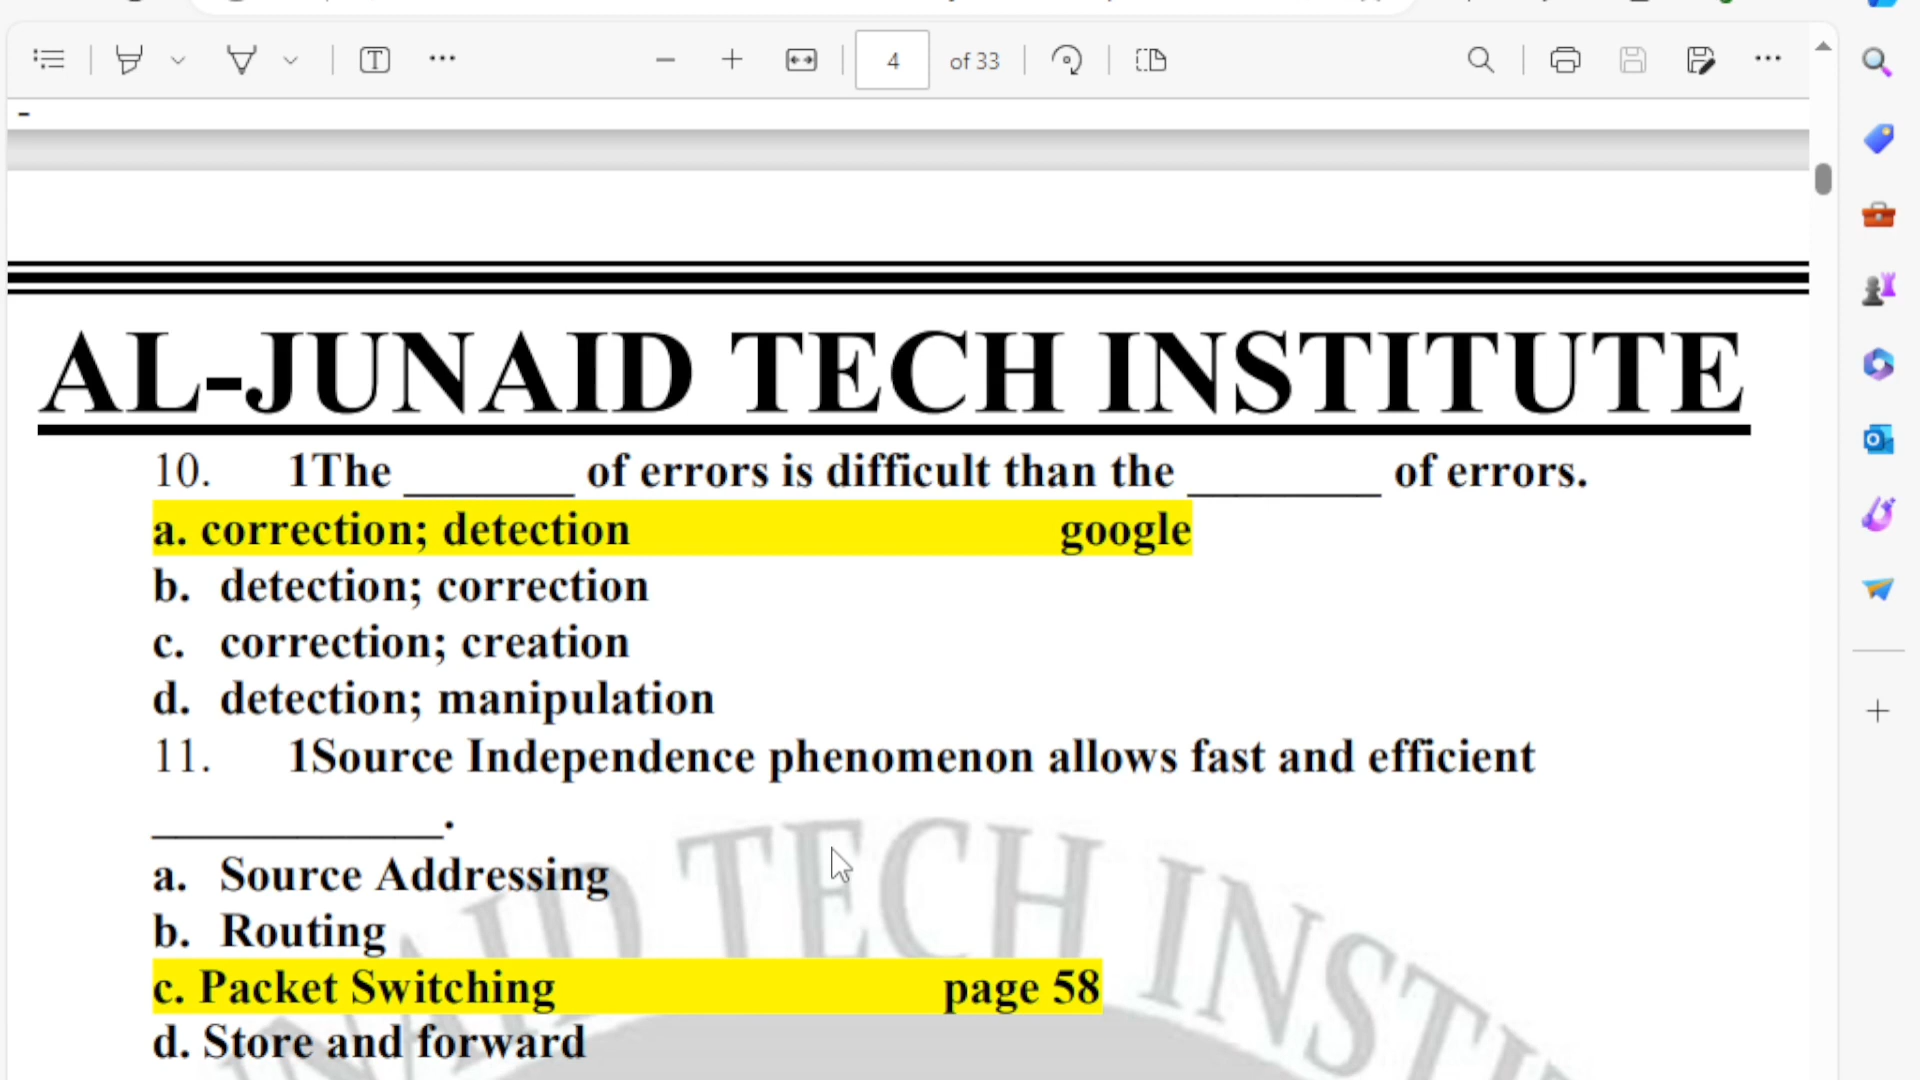 4 of 33
-
AL-JUNAID TECH INSTITUTE
10. 1The _______ of errors is difficult than the ________ of errors.
a. correction; detection google
b. detection; correction
c. correction; creation
d. detection; manipulation
11. 1Source Independence phenomenon allows fast and efficient
____________.
a. Source Addressing
b. Routing
c. Packet Switching page 58
d. Store and forward